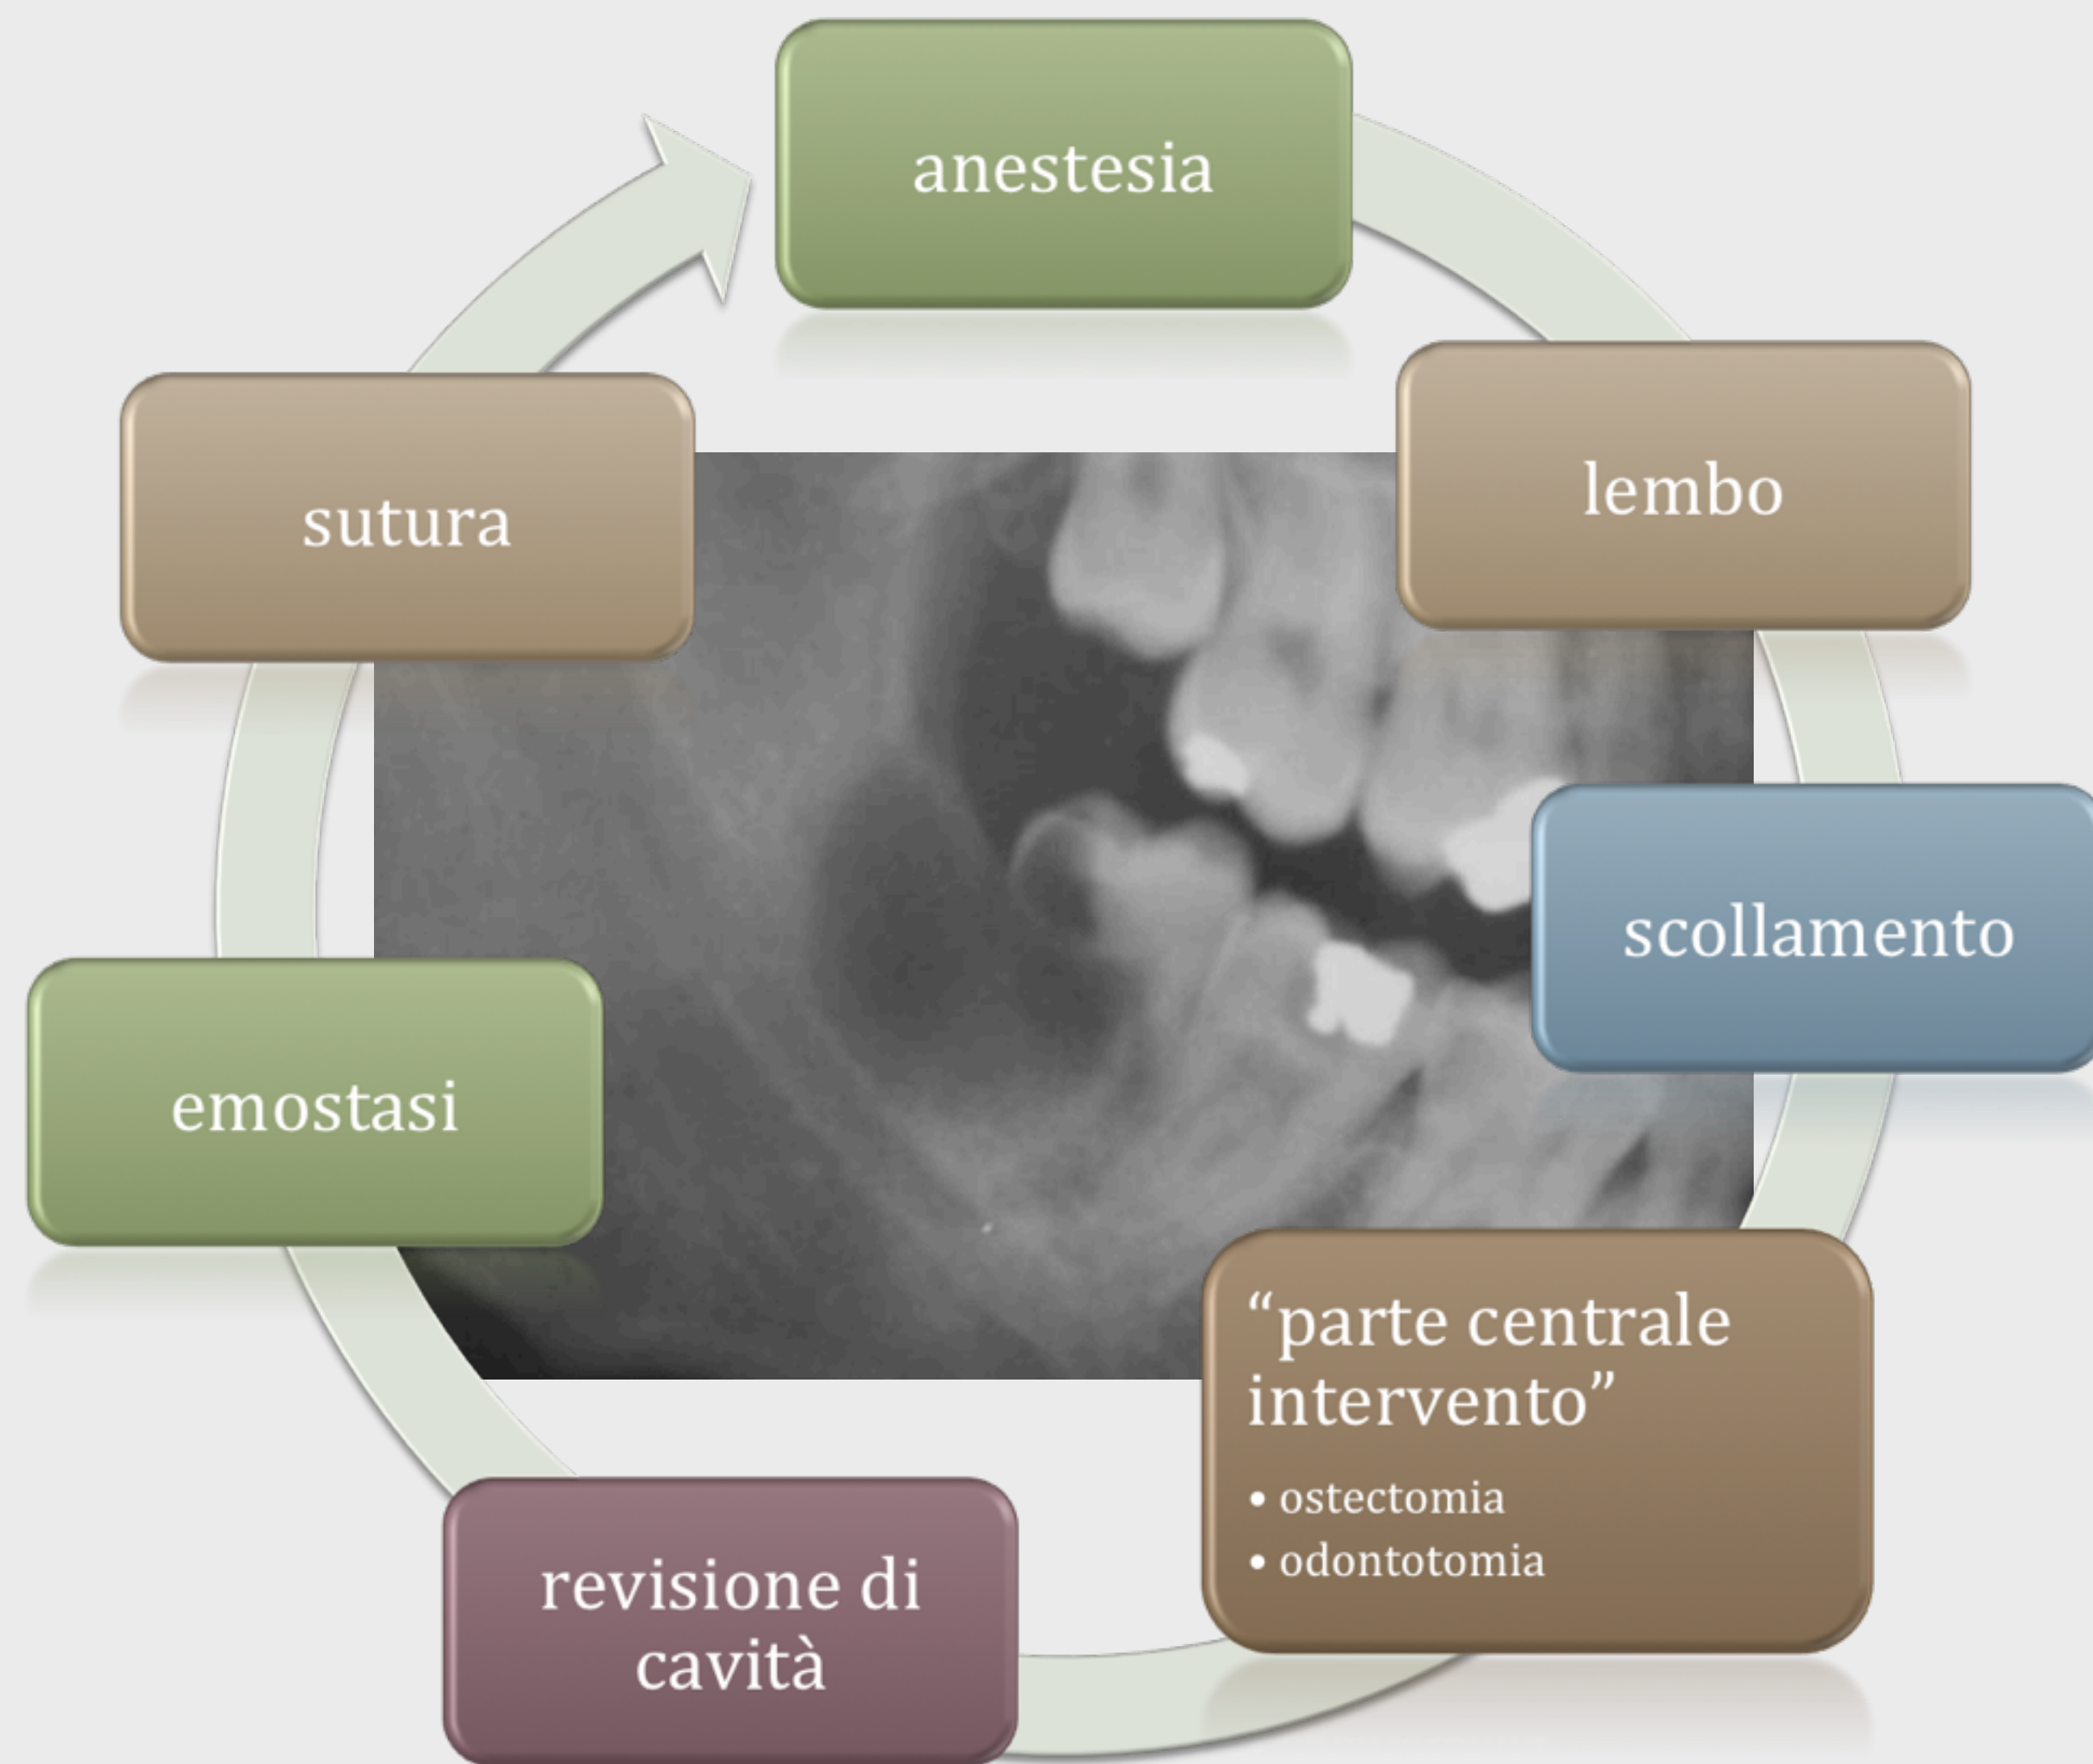 anestesia
lembo
scollamento
“parte centrale
intervento”
• ostectomia
• odontotomia
revisione di
cavità
emostasi
sutura